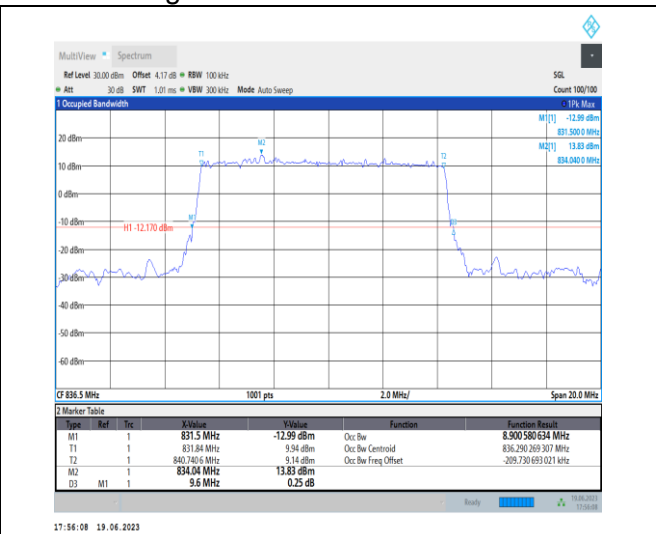 MultiView Spectrum
Ref Level 30.00 dBm Offset 4.17 dB RBW 100 kHz SGL
Att 30 dB SWT 1.01 ms VBW 300 kHz Mode Auto Sweep Count 100/100
1 Occupied Bandwidth 1Pk Max
M1[1] -12.99 dBm
831.500 0 MHz
M2[1] 13.83 dBm
834.040 0 MHz
20 dBm
M2
T1 T2
10 dBm
0 dBm
-10 dBm
M1
H1 -12.170 dBm
-20 dBm
-30 dBm
-40 dBm
-50 dBm
-60 dBm
CF 836.5 MHz 1001 pts 2.0 MHz/ Span 20.0 MHz
2 Marker Table
Type Ref Trc X-Value Y-Value Function Function Result
M1 1 831.5 MHz -12.99 dBm Occ Bw 8.900 580 634 MHz
T1 1 831.84 MHz 9.94 dBm Occ Bw Centroid 836.290 269 307 MHz
T2 1 840.740 6 MHz 9.14 dBm Occ Bw Freq Offset -209.730 693 021 kHz
M2 1 834.04 MHz 13.83 dBm
D3 M1 1 9.6 MHz 0.25 dB
Ready 19.06.2023
17:56:08
17:56:08 19.06.2023